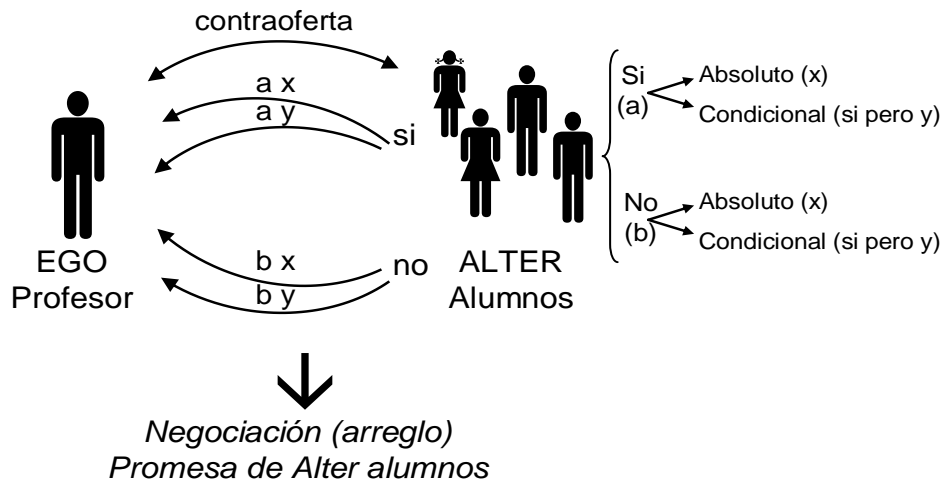 contraoferta
a x
a y
si
b x
no
b y
EGO
Profesor
ALTER
Alumnos
Si
(a)
Absoluto (x)
Condicional (si pero y)
No
(b)
Absoluto (x)
Condicional (si pero y)
Negociación (arreglo)
Promesa de Alter alumnos